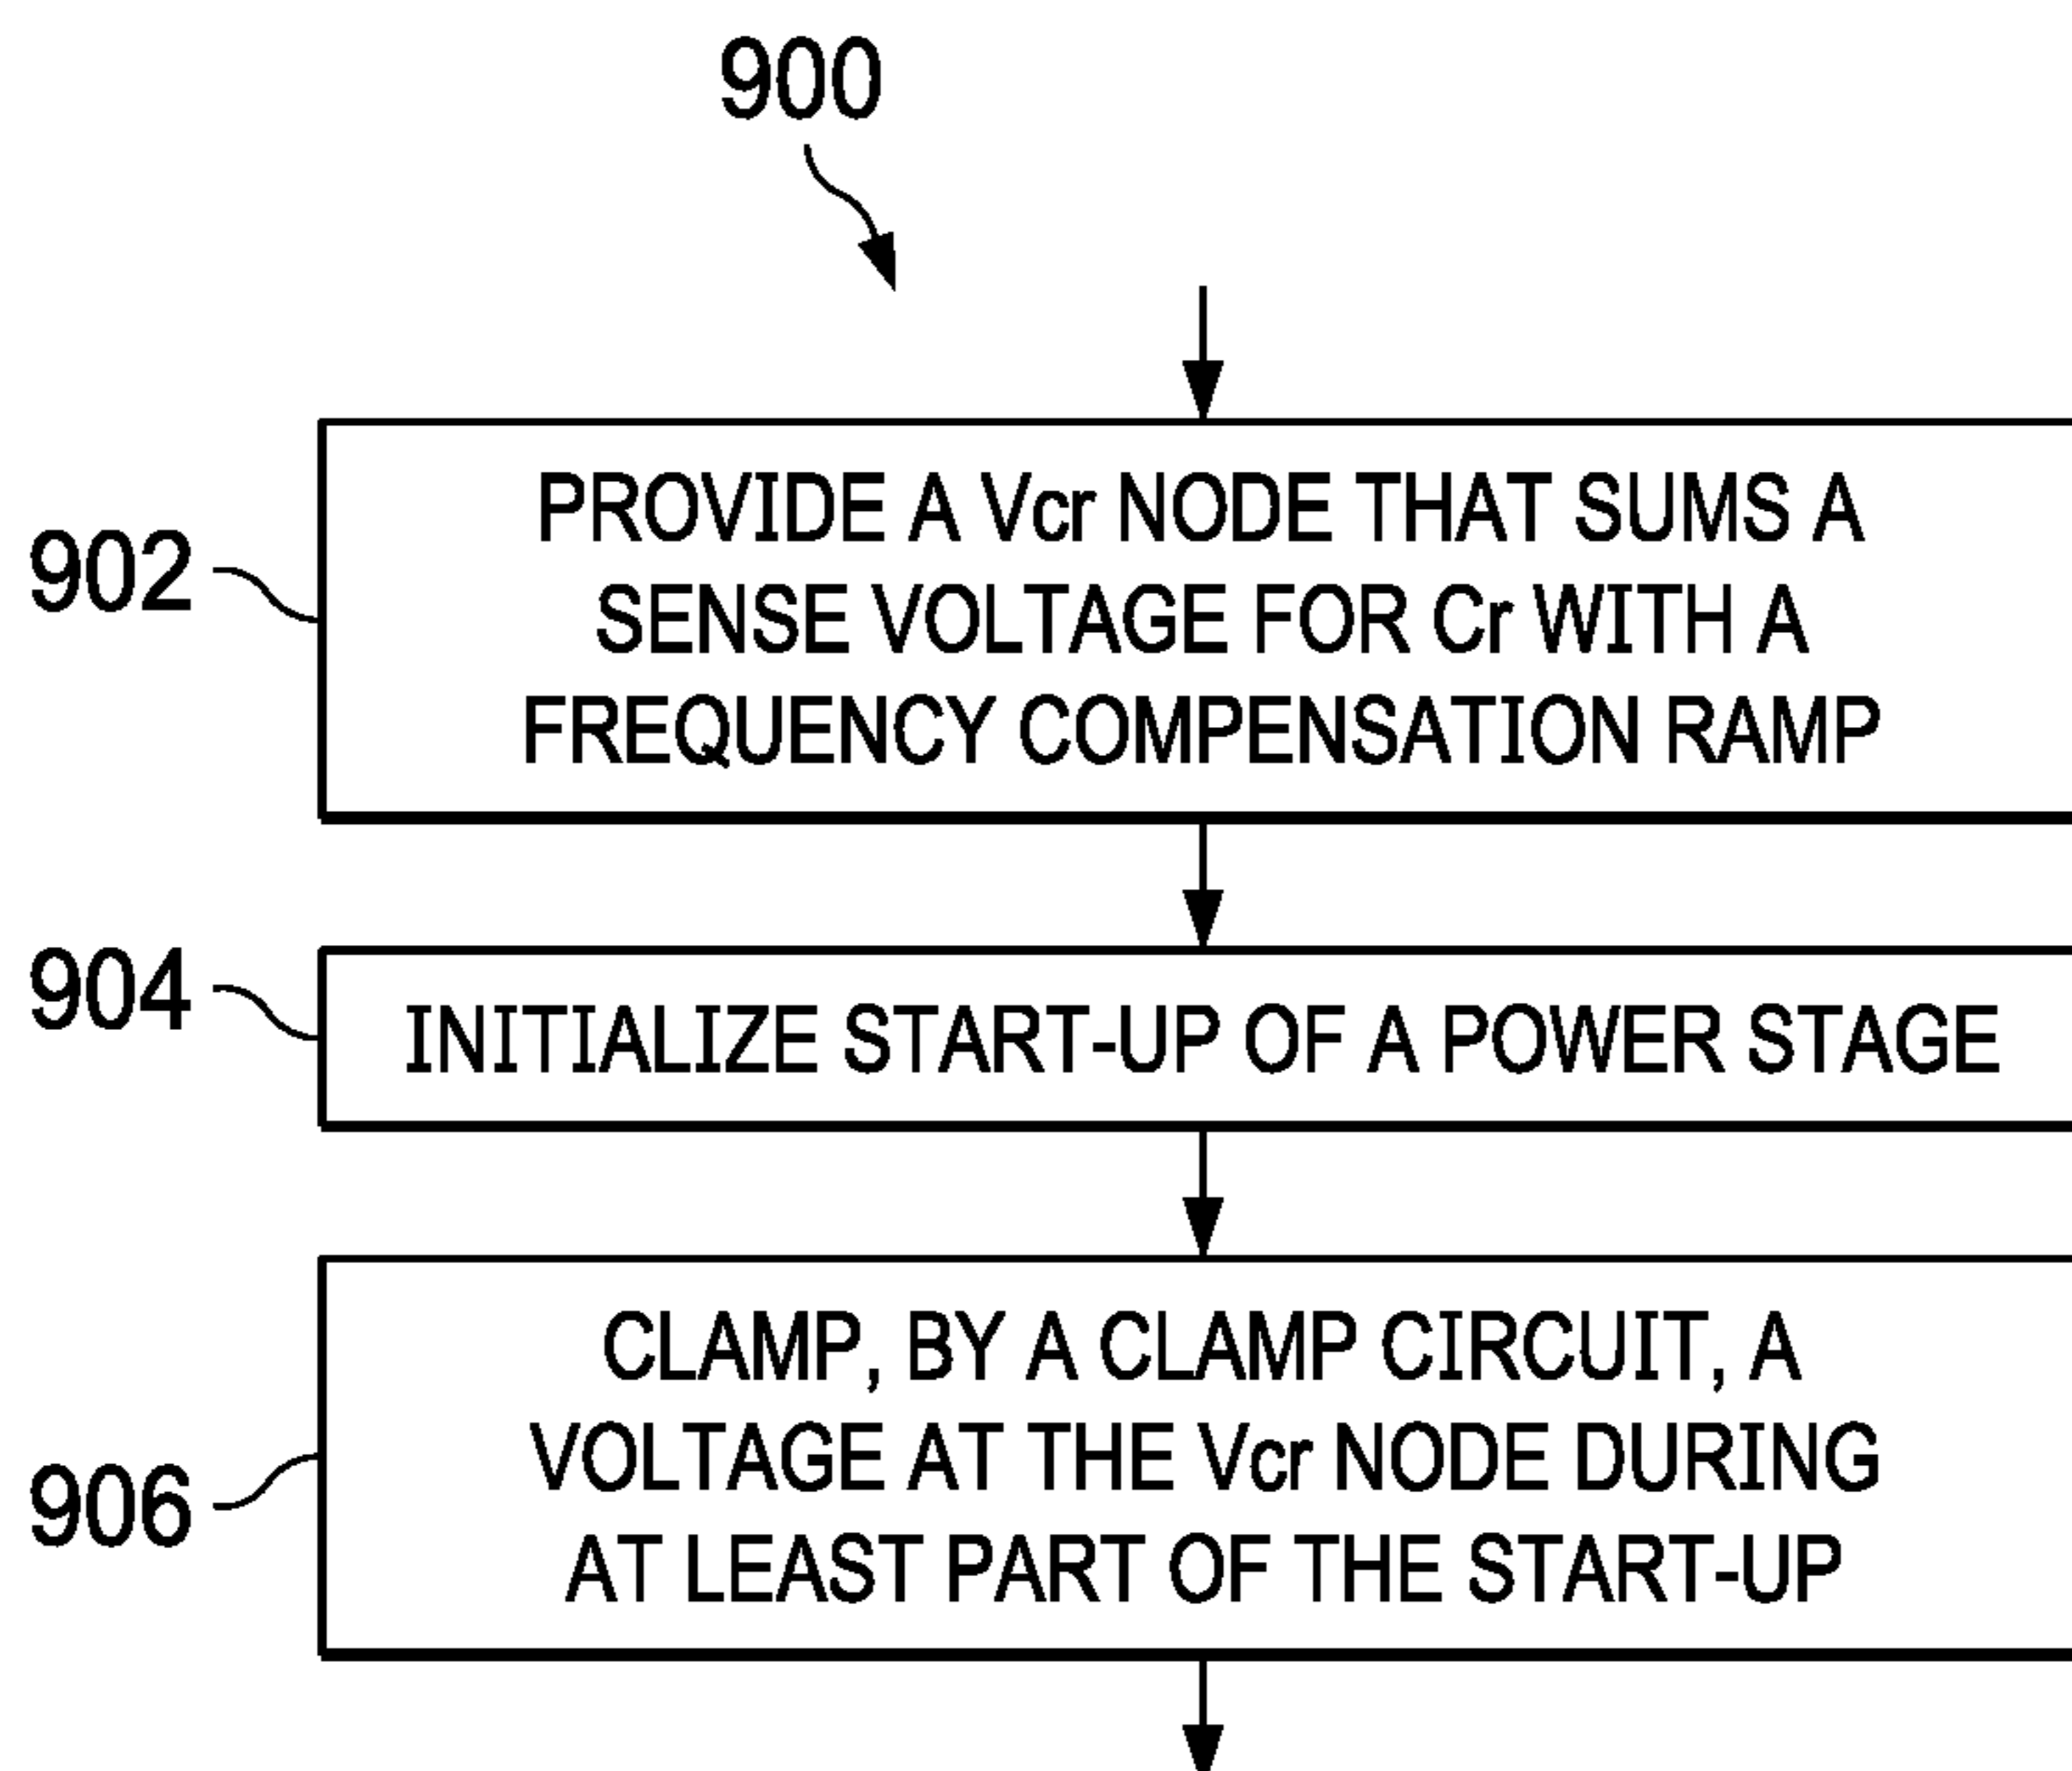 900
902
PROVIDE A Vcr NODE THAT SUMS A
SENSE VOLTAGE FOR Cr WITH A
FREQUENCY COMPENSATION RAMP
904
INITIALIZE START-UP OF A POWER STAGE
906
CLAMP, BY A CLAMP CIRCUIT, A
VOLTAGE AT THE Vcr NODE DURING
AT LEAST PART OF THE START-UP